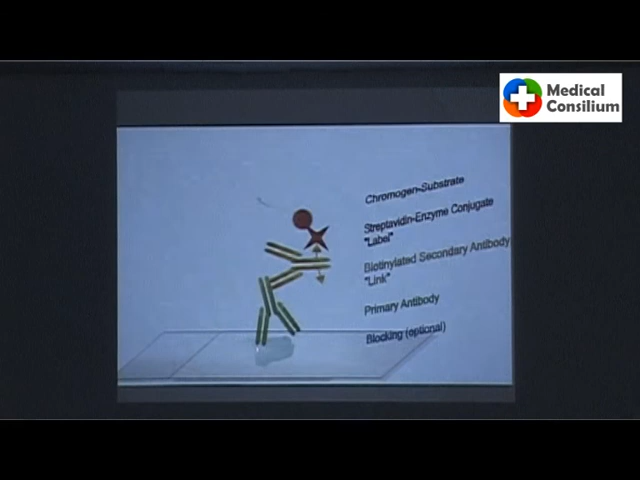 Medical
Consilium
Chromogen-Substrate
Streptavidin-Enzyme Conjugate
"Label"
Biotinylated Secondary Antibody
"Link"
Primary Antibody
Blocking (optional)